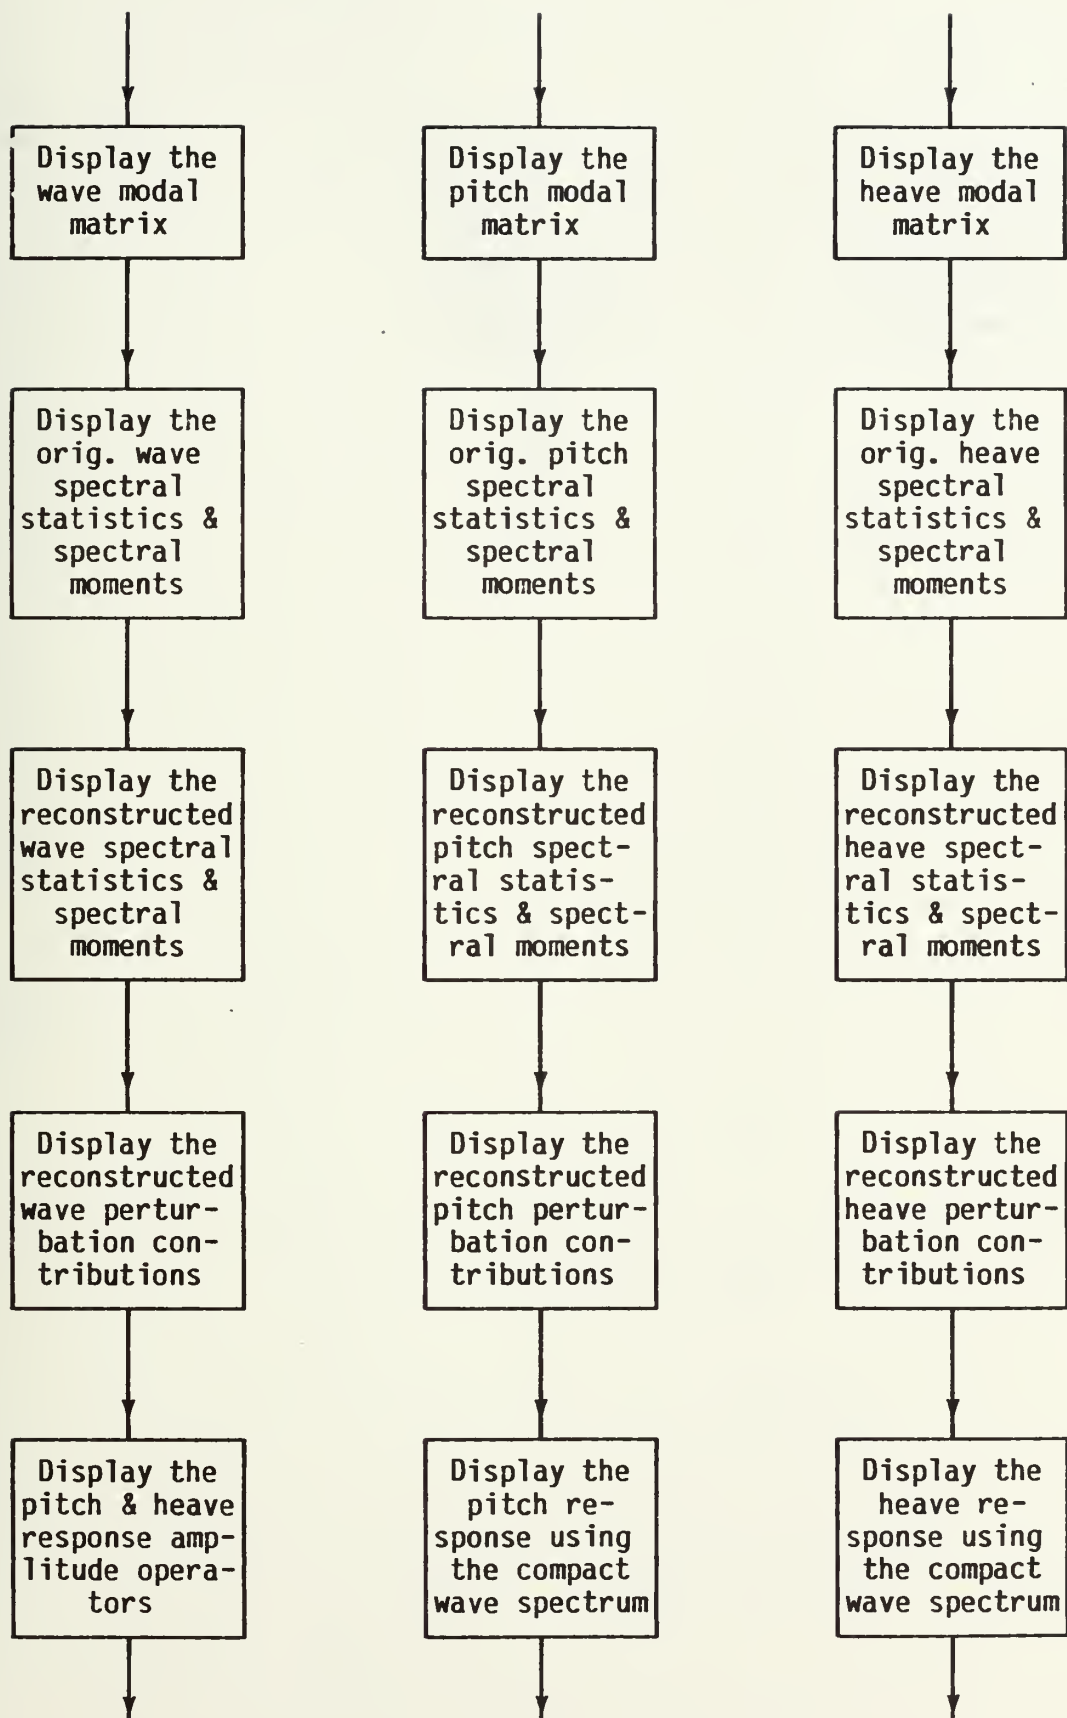 Display the
wave modal
matrix
Display the
pitch modal
matrix
Display the
heave modal
matrix
Display the
orig. wave
spectral
statistics &
spectral
moments
Display the
orig. pitch
spectral
statistics &
spectral
moments
Display the
orig. heave
spectral
statistics &
spectral
moments
Display the
reconstructed
wave spectral
statistics &
spectral
moments
Display the
reconstructed
pitch spect-
ral statis-
tics & spect-
ral moments
Display the
reconstructed
heave spect-
ral statis-
tics & spect-
ral moments
Display the
reconstructed
wave pertur-
bation con-
tributions
Display the
reconstructed
pitch pertur-
bation con-
tributions
Display the
reconstructed
heave pertur-
bation con-
tributions
Display the
pitch & heave
response amp-
litude opera-
tors
Display the
pitch re-
sponse using
the compact
wave spectrum
Display the
heave re-
sponse using
the compact
wave spectrum